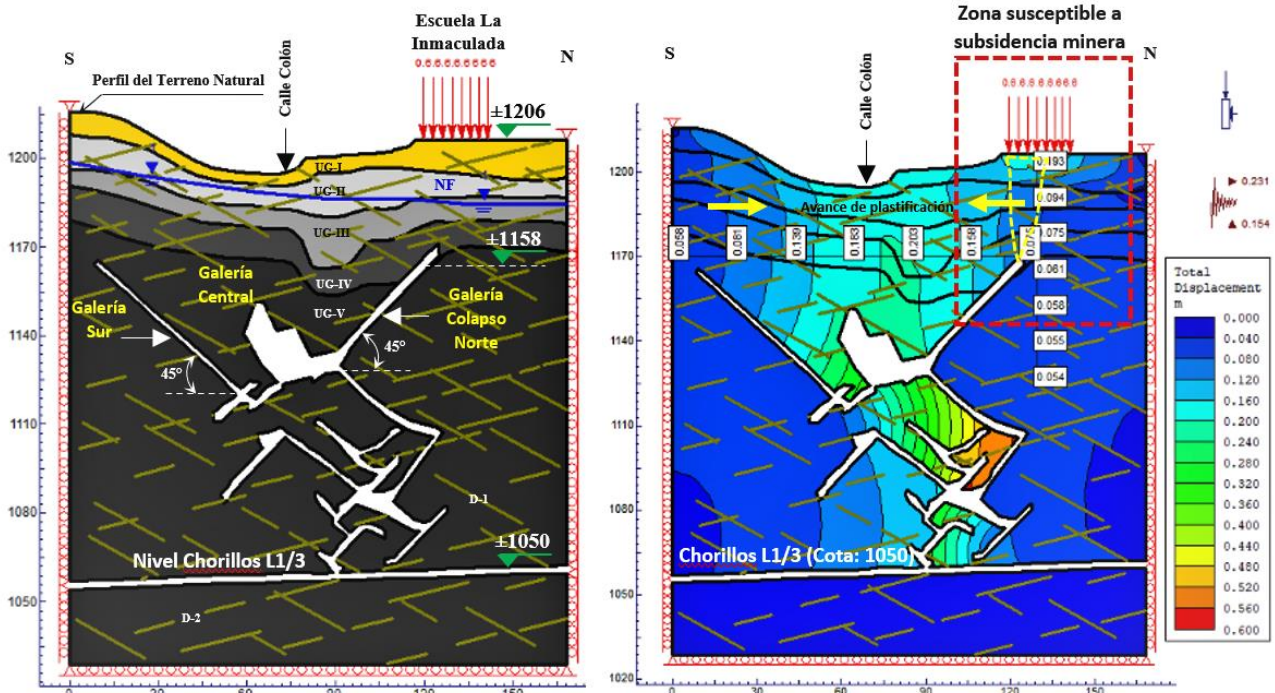 Escuela La
Inmaculada
S
N
Perfil del Terreno Natural
Calle Colón
0.6
±1206
UG-I
UG-II
NF
UG-III
±1158
UG-IV
UG-V
Galería
Central
Galería
Sur
Galería
Colapso
Norte
45°
45°
D-1
Nivel Chorillos L1/3
±1050
D-2
1200
1170
1140
1110
1080
1050
0
30
60
90
120
150
Zona susceptible a
subsidencia minera
S
N
Calle Colón
0.6
Avance de plastificación
0.193
0.094
0.075
0.061
0.058
0.055
0.054
0.058
0.081
0.139
0.183
0.203
0.158
0.075
Chorillos L1/3 (Cota: 1050)
1200
1170
1140
1110
1080
1050
1020
0
30
60
90
120
150
0.231
0.154
Total
Displacement
m
0.000
0.040
0.080
0.120
0.160
0.200
0.240
0.280
0.320
0.360
0.400
0.440
0.480
0.520
0.560
0.600